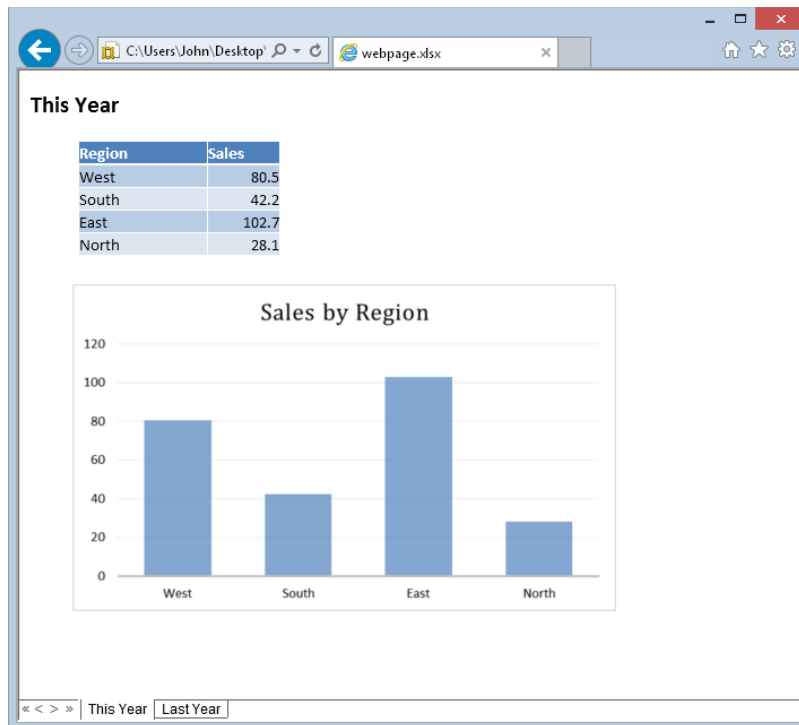 C:\Users\John\Desktop\
webpage.xlsx
This Year
Region Sales
West 80.5
South 42.2
East 102.7
North 28.1
Sales by Region
120
100
80
60
40
20
0
West South East North
« < > » This Year Last Year